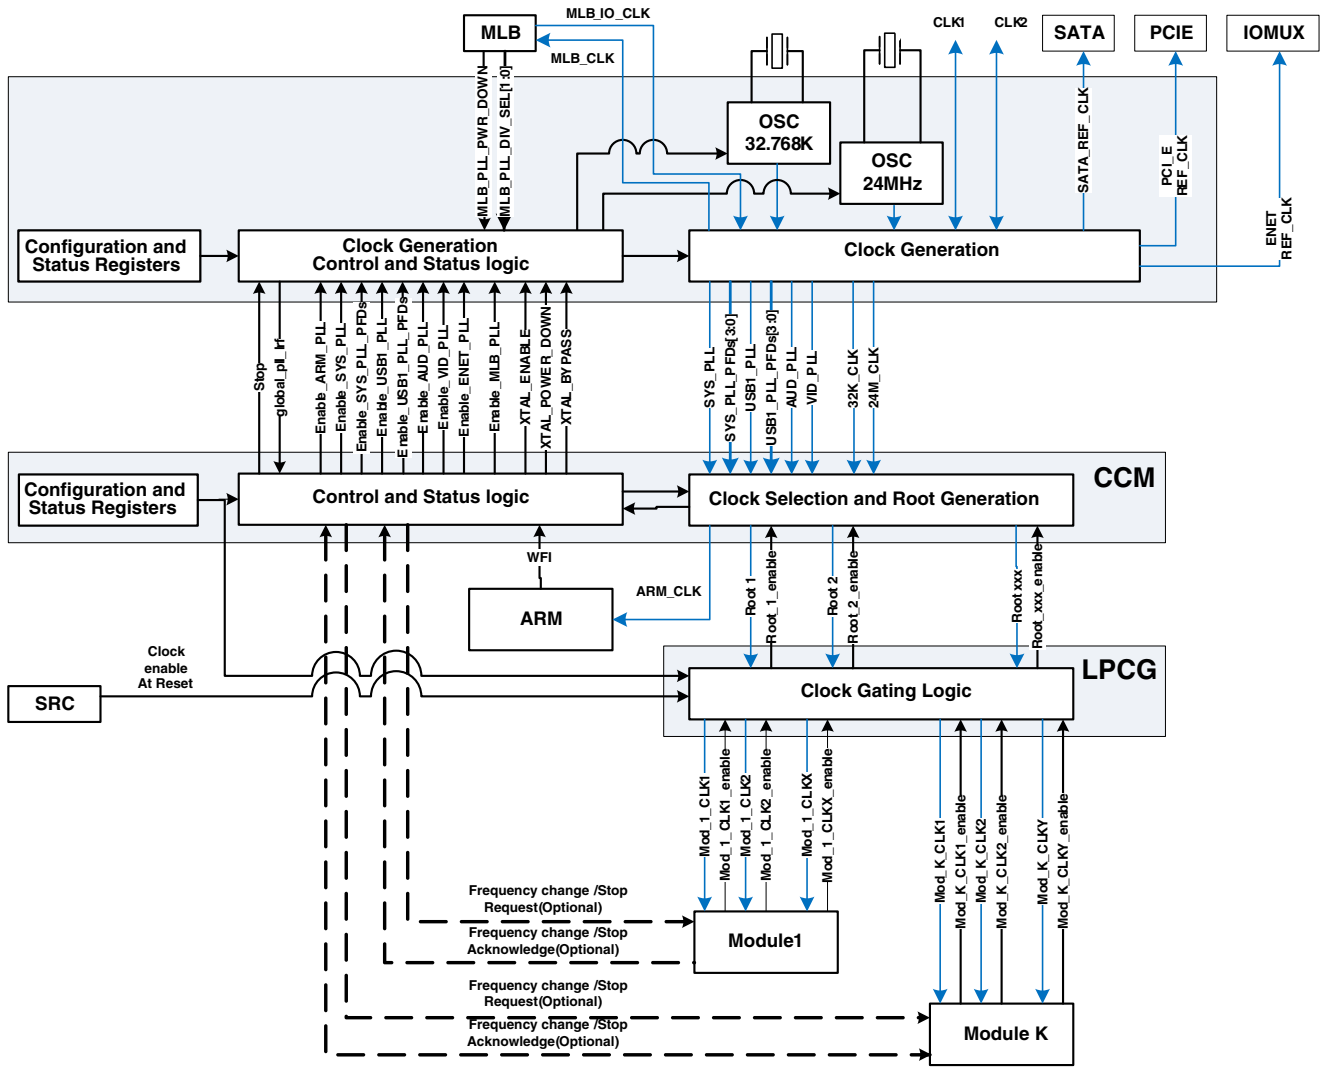 MLB
MLB_IO_CLK
MLB_CLK
CLK1
CLK2
SATA
PCIE
IOMUX
MLB_PLL_PWR_DOWN
MLB_PLL_DIV_SEL[1:0]
OSC
32.768K
OSC
24MHz
SATA_REF_CLK
PCI_E
REF_CLK
ENET
REF_CLK
Configuration and
Status Registers
Clock Generation
Control and Status logic
Clock Generation
Stop
global_pll_lrf
Enable_ARM_PLL
Enable_SYS_PLL
Enable_SYS_PLL_PFDs
Enable_USB1_PLL
Enable_USB1_PLL_PFDs
Enable_AUD_PLL
Enable_VID_PLL
Enable_ENET_PLL
Enable_MLB_PLL
XTAL_ENABLE
XTAL_POWER_DOWN
XTAL_BYPASS
SYS_PLL
SYS_PLL_PFDs[3:0]
USB1_PLL
USB1_PLL_PFDs[3:0]
AUD_PLL
VID_PLL
32K_CLK
24M_CLK
CCM
Configuration and
Status Registers
Control and Status logic
Clock Selection and Root Generation
WFI
ARM
ARM_CLK
Root 1
Root_1_enable
Root 2
Root_2_enable
Root xxx
Root_xxx_enable
Clock
enable
At Reset
SRC
LPCG
Clock Gating Logic
Mod_1_CLK1
Mod_1_CLK1_enable
Mod_1_CLK2
Mod_1_CLK2_enable
Mod_1_CLKX
Mod_1_CLKX_enable
Mod_K_CLK1
Mod_K_CLK1_enable
Mod_K_CLK2
Mod_K_CLK2_enable
Mod_K_CLKY
Mod_K_CLKY_enable
Frequency change /Stop
Request(Optional)
Frequency change /Stop
Acknowledge(Optional)
Module1
Frequency change /Stop
Request(Optional)
Frequency change /Stop
Acknowledge(Optional)
Module K